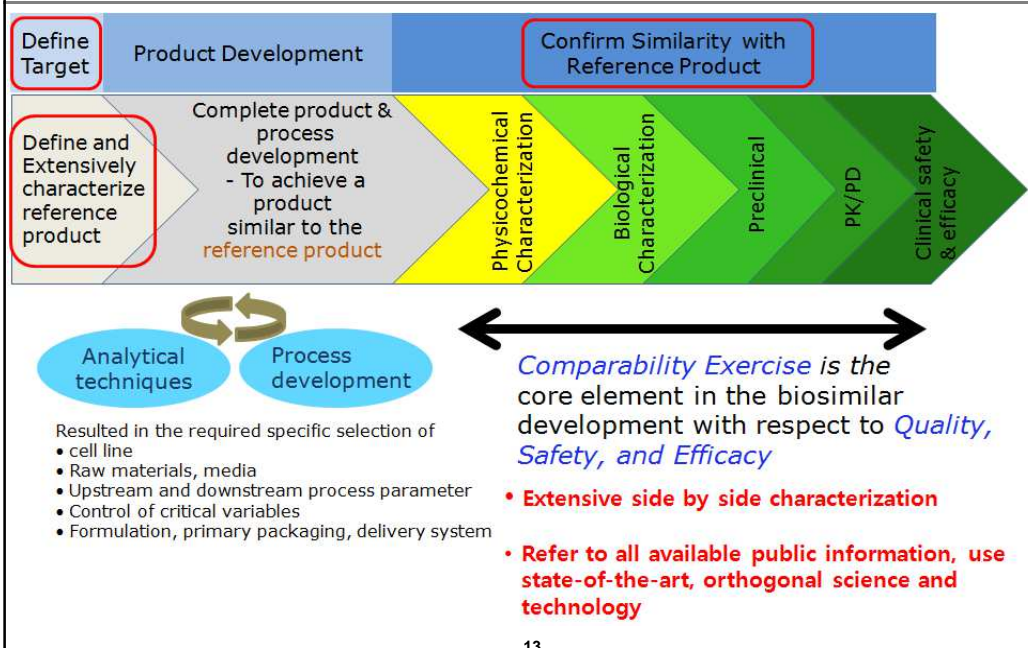 Define
Target
Product Development
Confirm Similarity with
Reference Product
Define and
Extensively
characterize
reference
product
Complete product &
process
development
- To achieve a
product
similar to the
reference product
Physicochemical
Characterization
Biological
Characterization
Preclinical
PK/PD
Clinical safety
& efficacy
Analytical
techniques
Process
development
Resulted in the required specific selection of
• cell line
• Raw materials, media
• Upstream and downstream process parameter
• Control of critical variables
• Formulation, primary packaging, delivery system
Comparability Exercise is the
core element in the biosimilar
development with respect to Quality,
Safety, and Efficacy
• Extensive side by side characterization
• Refer to all available public information, use
state-of-the-art, orthogonal science and
technology
13